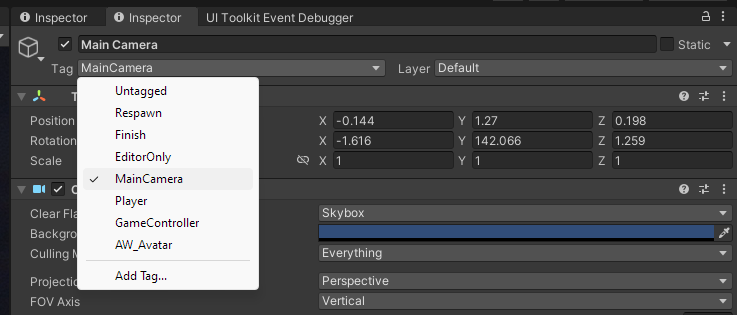 Inspector
Inspector
UI Toolkit Event Debugger
Main Camera
Static
Tag MainCamera
Layer Default
Untagged
Respawn
Finish
EditorOnly
MainCamera
Player
GameController
AW_Avatar
Add Tag...
Position X -0.144 Y 1.27 Z 0.198
Rotation X -1.616 Y 142.066 Z 1.259
Scale X 1 Y 1 Z 1
Clear Fla Skybox
Backgro
Culling M Everything
Projectio Perspective
FOV Axis Vertical